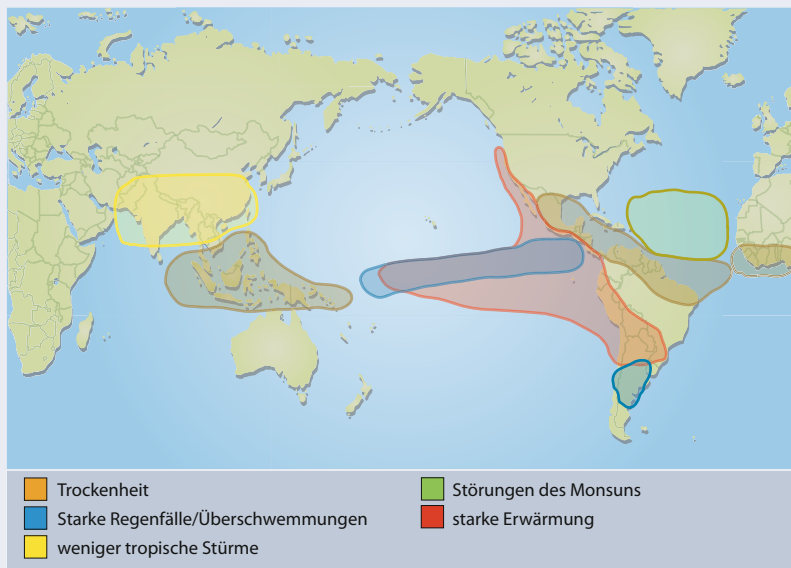 Trockenheit
Starke Regenfälle/Überschwemmungen
weniger tropische Stürme
Störungen des Monsuns
starke Erwärmung